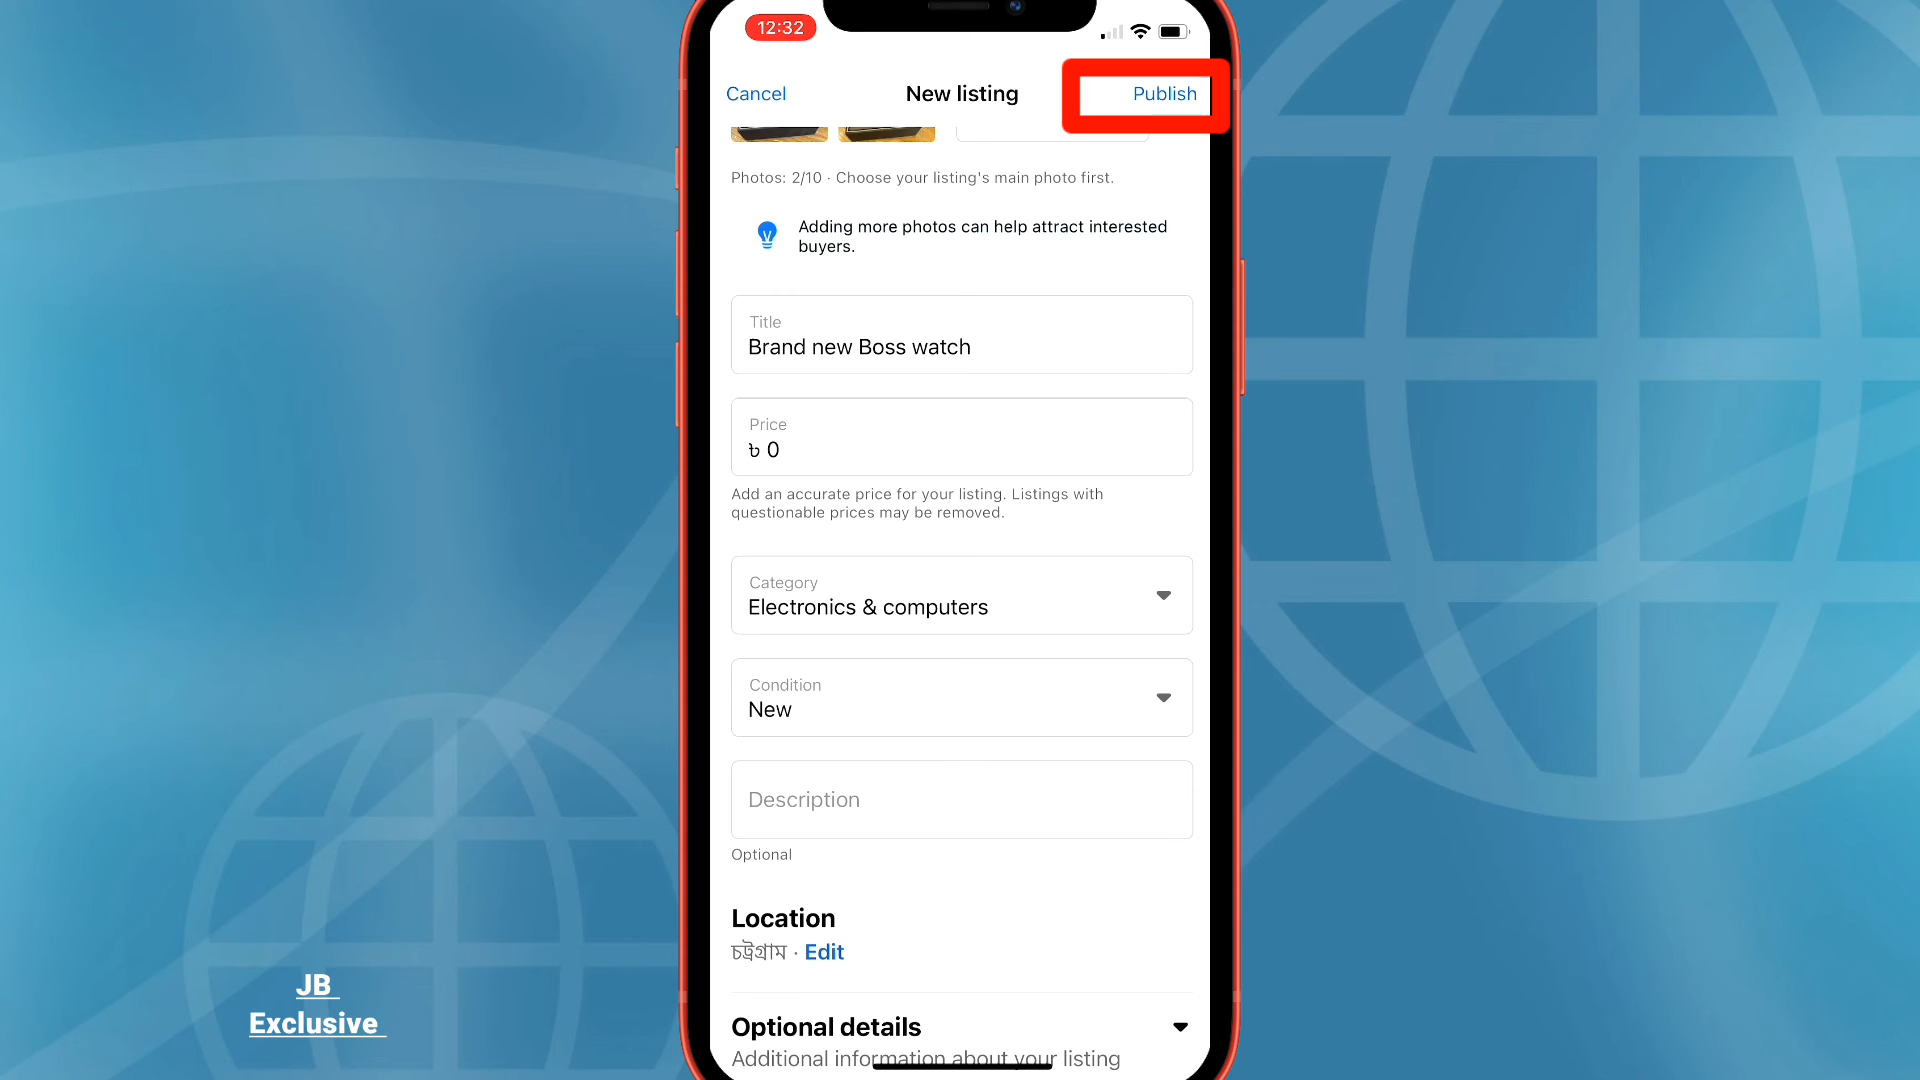 12:32
Cancel
New listing
Publish
Photos: 2/10 · Choose your listing's main photo first.
Adding more photos can help attract interested
buyers.
Title
Brand new Boss watch
Price
৳ 0
Add an accurate price for your listing. Listings with
questionable prices may be removed.
Category
Electronics & computers
Condition
New
Description
Optional
Location
চট্টগ্রাম · Edit
Optional details
Additional information about your listing
JB
Exclusive